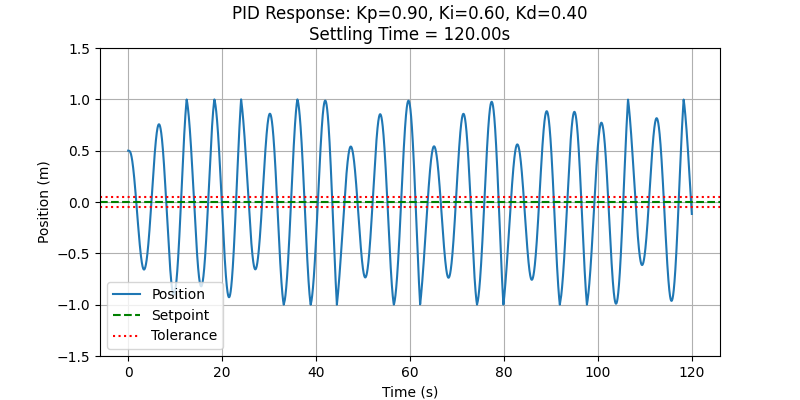 PID Response: Kp=0.90, Ki=0.60, Kd=0.40
Settling Time = 120.00s
Position (m)
1.5
1.0
0.5
0.0
−0.5
−1.0
−1.5
Position
Setpoint
Tolerance
0 20 40 60 80 100 120
Time (s)